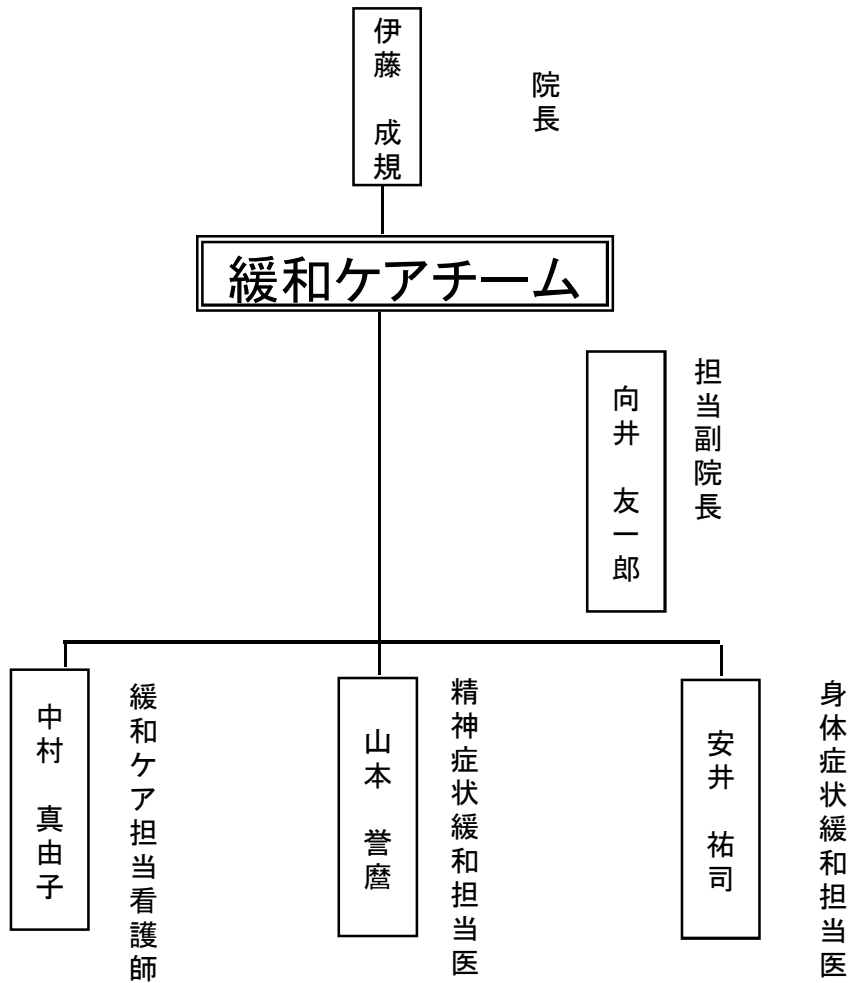 院長
伊藤 成規
緩和ケアチーム
担当副院長
向井 友一郎
身体症状緩和担当医
安井 祐司
精神症状緩和担当医
山本 誉麿
緩和ケア担当看護師
中村 真由子